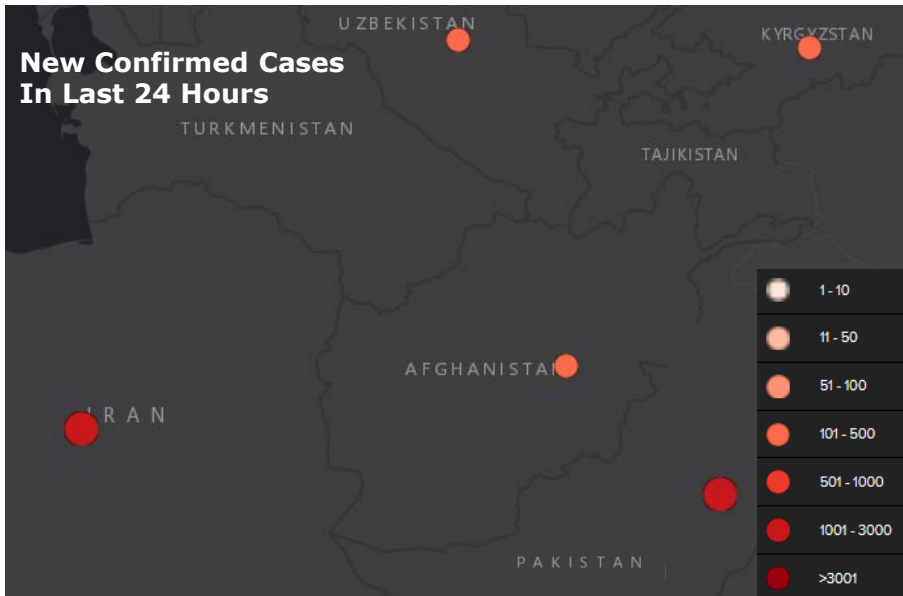 UZBEKISTAN
KYRGYZSTAN
New Confirmed Cases
In Last 24 Hours
TURKMENISTAN
TAJIKISTAN
1 - 10
11 - 50
AFGHANISTAN
51 - 100
IRAN
101 - 500
501 - 1000
1001 - 3000
PAKISTAN
>3001